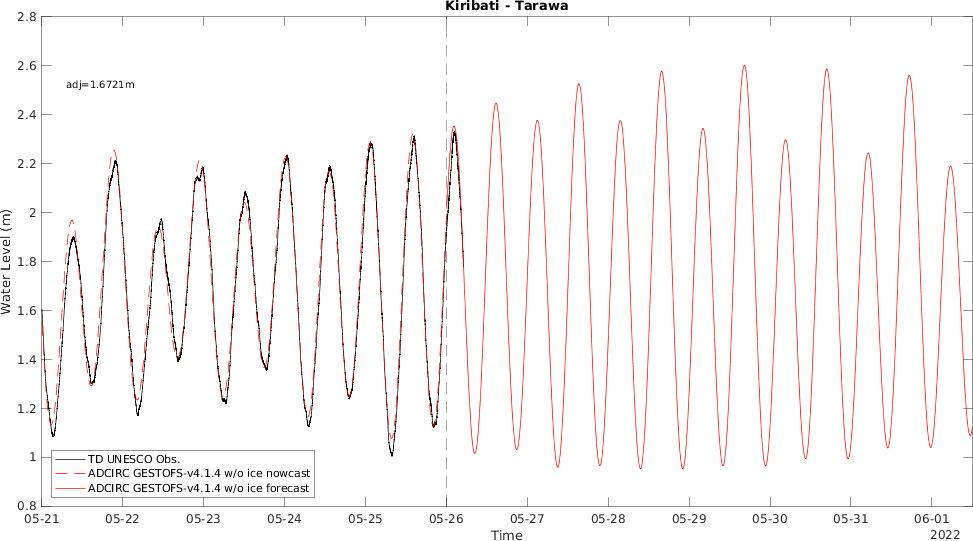 Kiribati - Tarawa
2.8
2.6
2.4
2.2
2
1.8
1.6
1.4
1.2
1
0.8
Water Level (m)
adj=1.6721m
TD UNESCO Obs.
ADCIRC GESTOFS-v4.1.4 w/o ice nowcast
ADCIRC GESTOFS-v4.1.4 w/o ice forecast
05-21 05-22 05-23 05-24 05-25 05-26 05-27 05-28 05-29 05-30 05-31 06-01
2022
Time